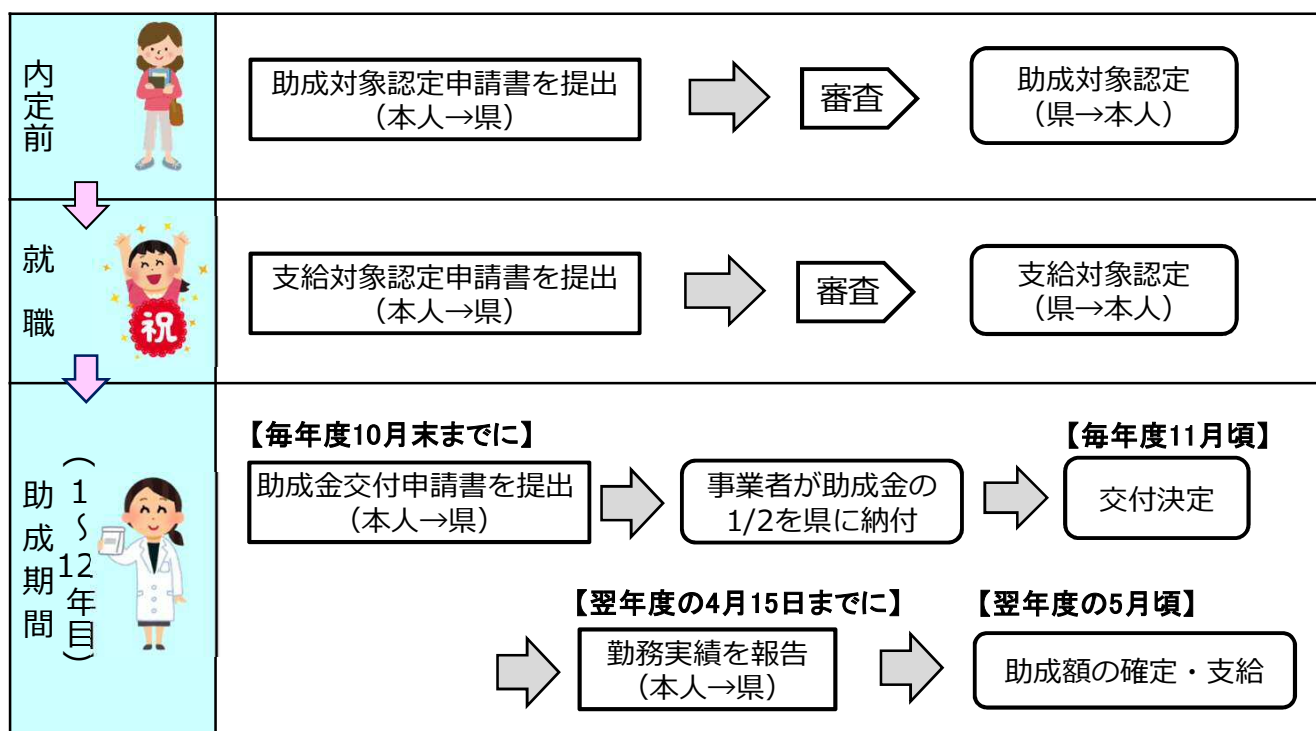 内定前
助成対象認定申請書を提出
（本人→県）
審査
助成対象認定
（県→本人）
就職
祝
支給対象認定申請書を提出
（本人→県）
審査
支給対象認定
（県→本人）
助成期間
（1～12年目）
【毎年度10月末までに】
助成金交付申請書を提出
（本人→県）
事業者が助成金の
1/2を県に納付
【毎年度11月頃】
交付決定
【翌年度の4月15日までに】
勤務実績を報告
（本人→県）
【翌年度の5月頃】
助成額の確定・支給